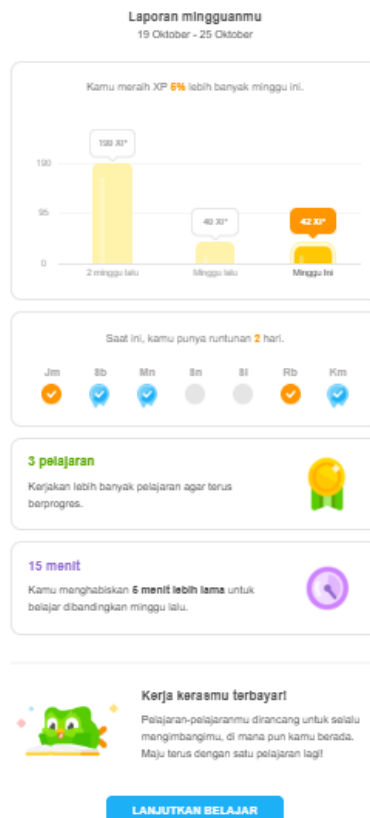 Laporan mingguanmu
19 Oktober - 25 Oktober
Kamu meraih XP 5% lebih banyak minggu ini.
190 XP
190
95
40 XP
42 XP
0
2 minggu lalu
Minggu lalu
Minggu Ini
Saat ini, kamu punya runtunan 2 hari.
Jm Sb Mn Sn Sl Rb Km
3 pelajaran
Kerjakan lebih banyak pelajaran agar terus
berprogres.
15 menit
Kamu menghabiskan 5 menit lebih lama untuk
belajar dibandingkan minggu lalu.
Kerja kerasmu terbayar!
Pelajaran-pelajaranmu dirancang untuk selalu
mengimbangimu, di mana pun kamu berada.
Maju terus dengan satu pelajaran lagi!
LANJUTKAN BELAJAR